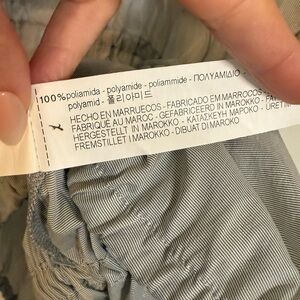 100%poliamida - polyamide - poliammide - ΠΟΛΥΑΜΙΔΙΟ -
polyamid - 폴리아미드
HECHO EN MARRUECOS - FABRICADO EM MARROCOS -
FABRIQUÉ AU MAROC - GEFABRICEERD IN MAROKKO -
HERGESTELLT IN MAROKKO - ΚΑΤΑΣΚΕΥΗ ΜΑΡΟΚΟ -
FREMSTILLET I MAROKKO - DIBUAT DI MAROKO